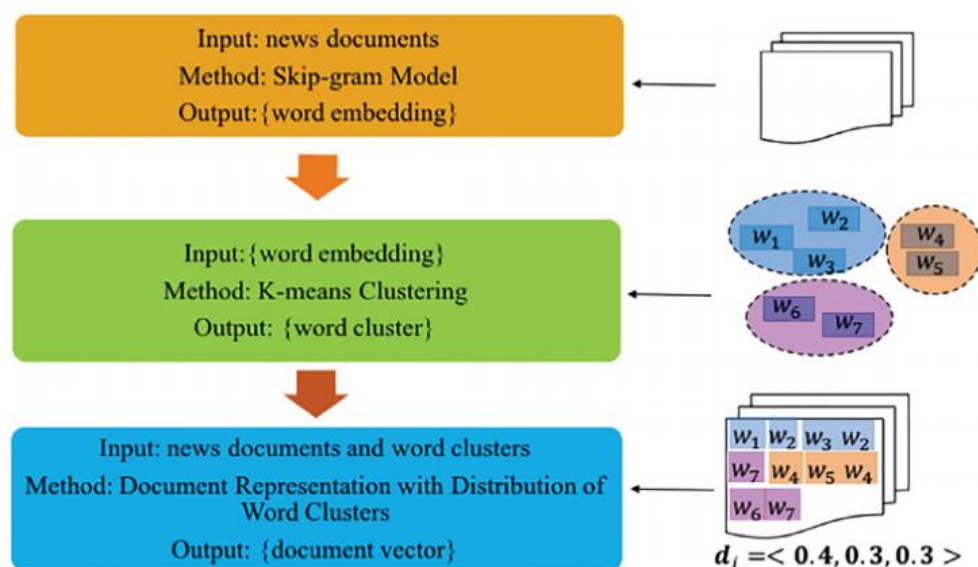 Input: news documents
Method: Skip-gram Model
Output:{word embedding}
Input:{word embedding}
Method: K-means Clustering
Output: {word cluster}
w₁ w₂ w₃
w₄ w₅
w₆ w₇
Input: news documents and word clusters
Method: Document Representation with Distribution of
Word Clusters
Output: {document vector}
w₁ w₂ w₃ w₂
w₇ w₄ w₅ w₄
w₆ w₇
dᵢ =< 0.4, 0.3, 0.3 >